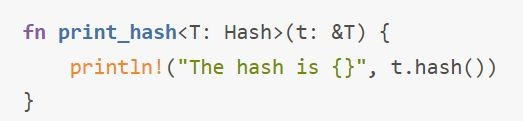 fn print_hash<T: Hash>(t: &T) {
    println!("The hash is {}", t.hash())
}